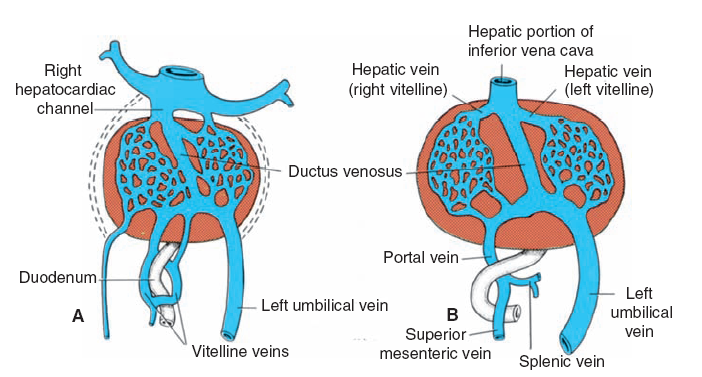 Right
hepatocardiac
channel
Duodenum
A
Vitelline veins
Left umbilical vein
Ductus venosus
Hepatic portion of
inferior vena cava
Hepatic vein
(right vitelline)
Hepatic vein
(left vitelline)
Portal vein
B
Superior
mesenteric vein
Splenic vein
Left
umbilical
vein